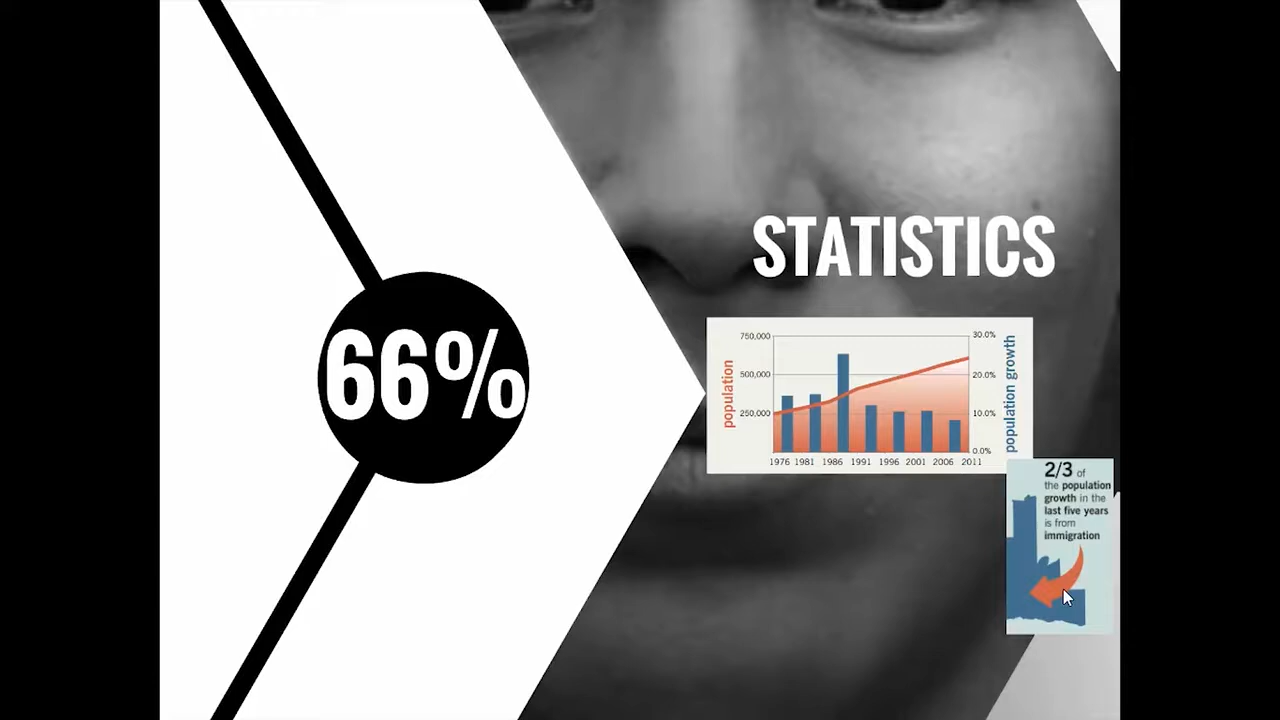 66%
STATISTICS
population
750,000
500,000
250,000
30.0%
20.0%
10.0%
0.0%
population growth
1976 1981 1986 1991 1996 2001 2006 2011
2/3 of
the population
growth in the
last five years
is from
immigration